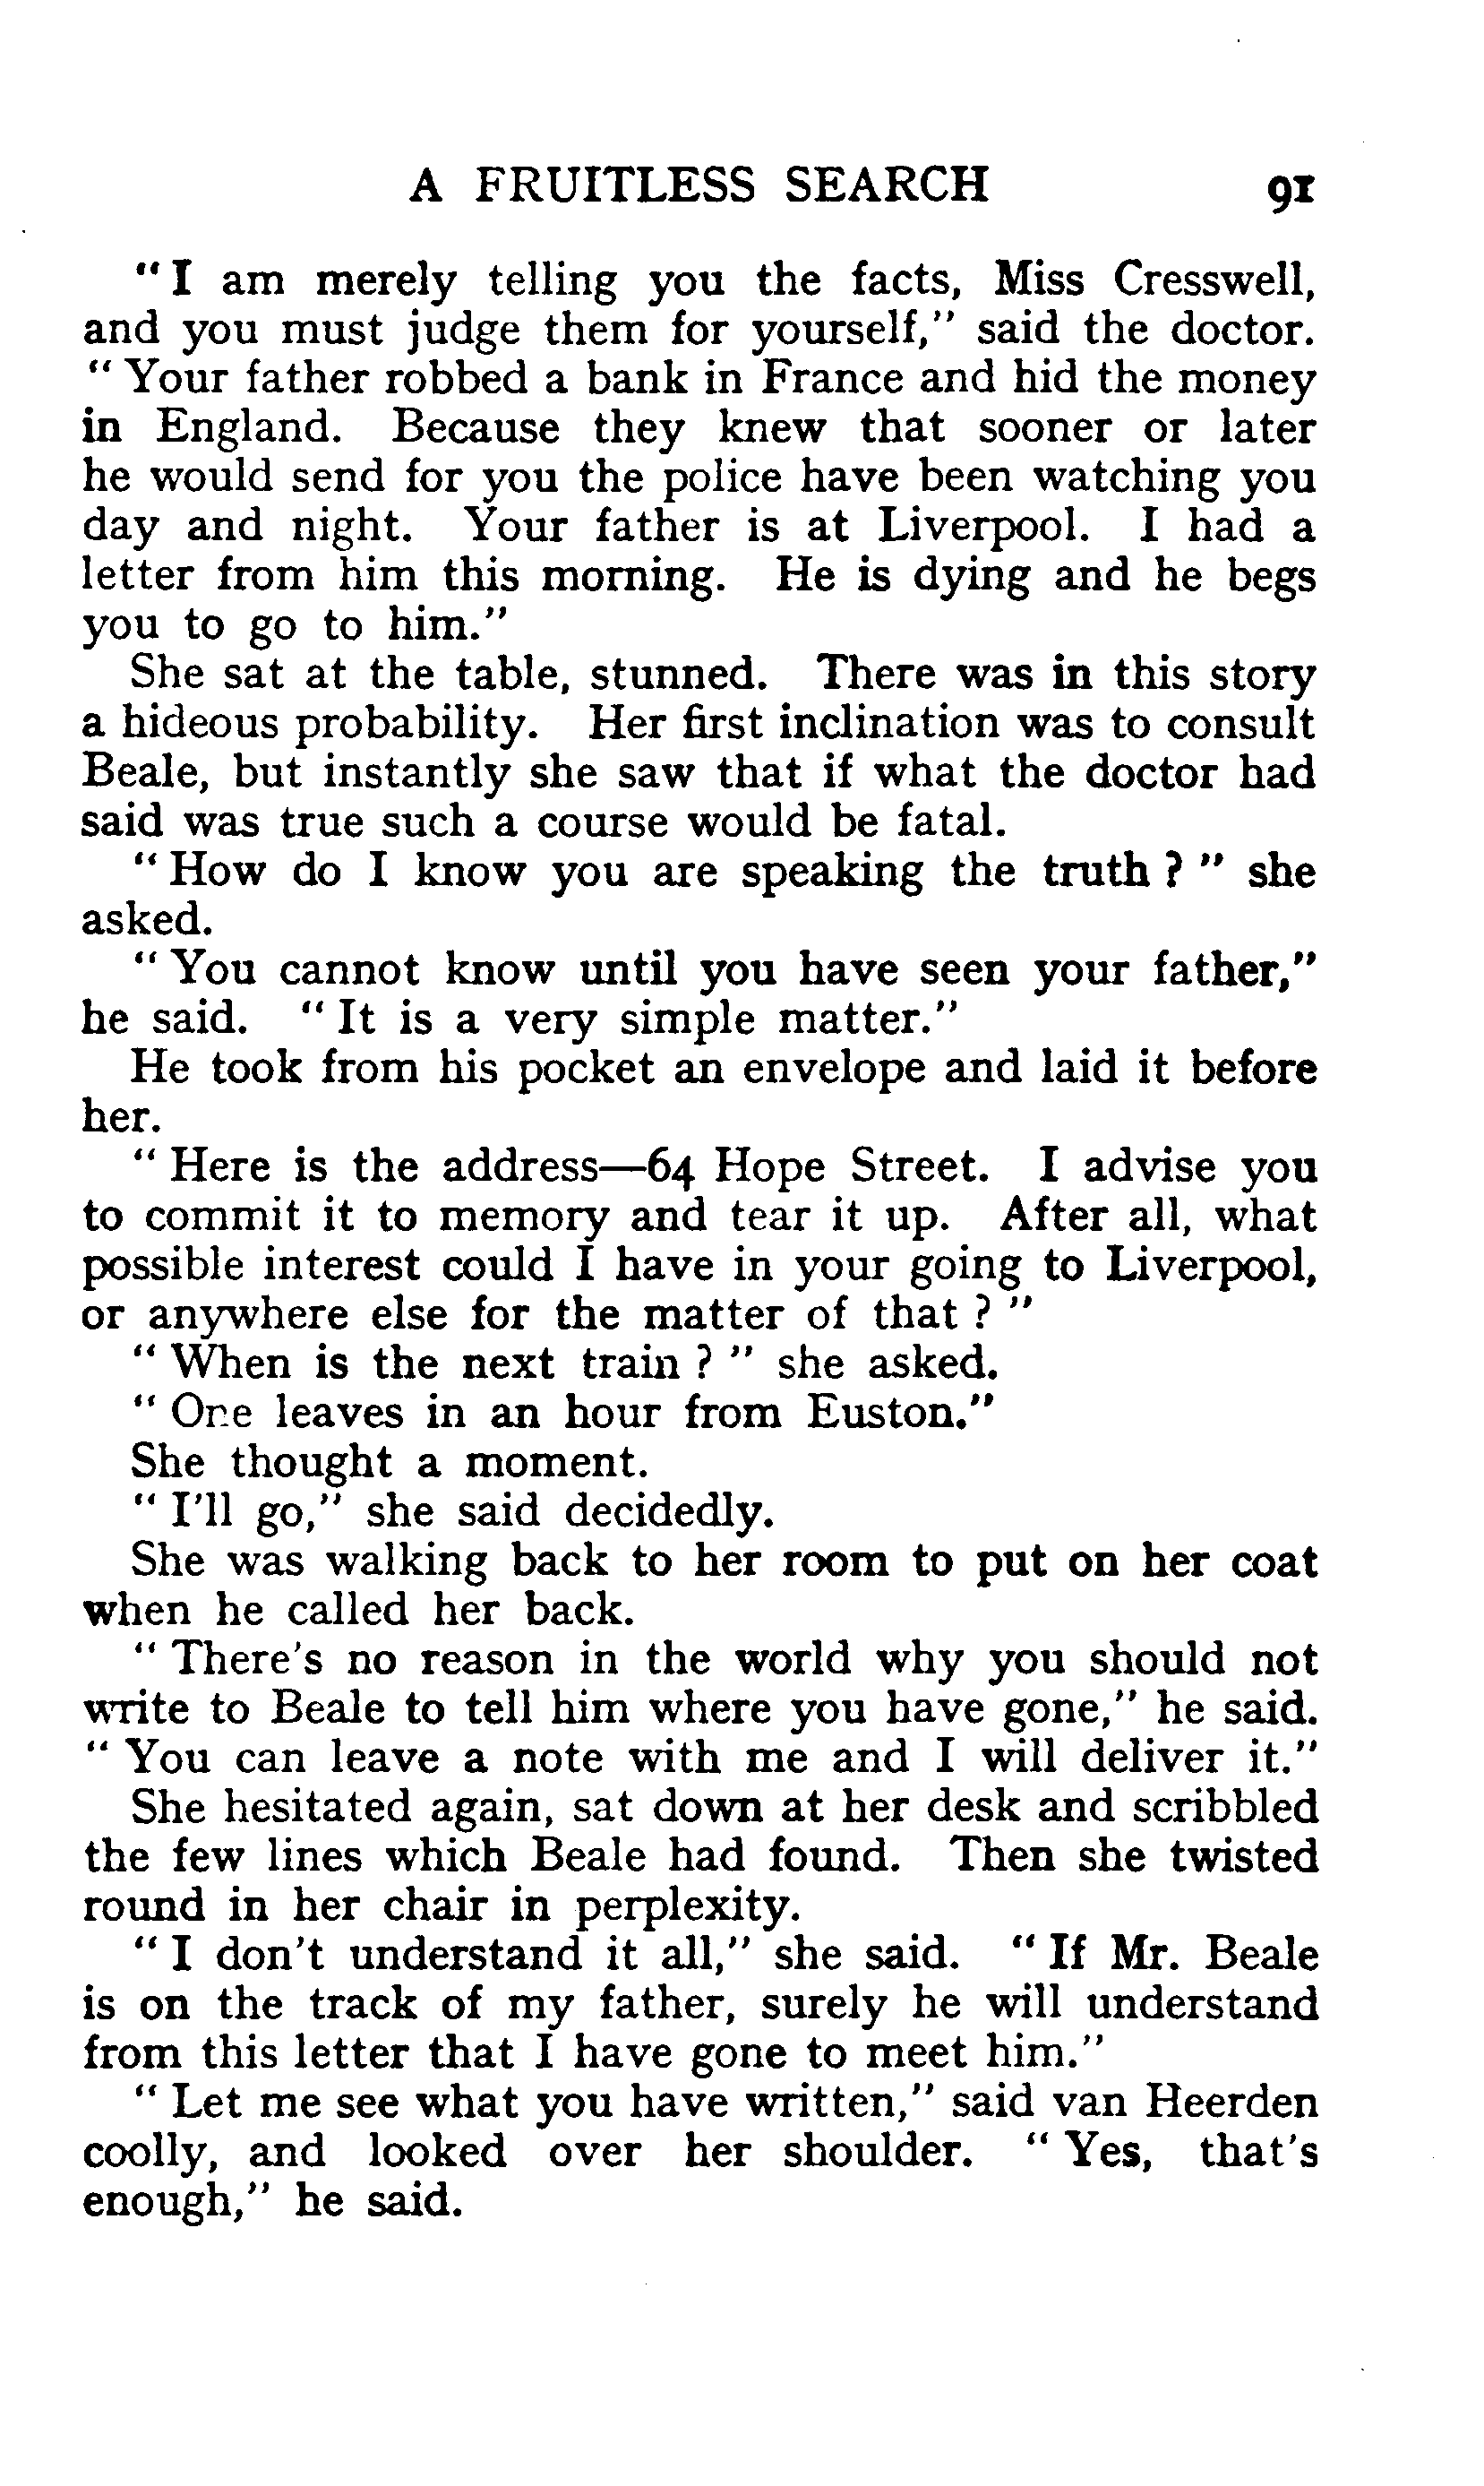 A FRUITLESS SEARCH 91
" I am merely telling you the facts, Miss Cresswell,
and you must judge them for yourself," said the doctor.
" Your father robbed a bank in France and hid the money
in England. Because they knew that sooner or later
he would send for you the police have been watching you
day and night. Your father is at Liverpool. I had a
letter from him this morning. He is dying and he begs
you to go to him."
She sat at the table, stunned. There was in this story
a hideous probability. Her first inclination was to consult
Beale, but instantly she saw that if what the doctor had
said was true such a course would be fatal.
" How do I know you are speaking the truth ? " she
asked.
" You cannot know until you have seen your father,"
he said. " It is a very simple matter."
He took from his pocket an envelope and laid it before
her.
" Here is the address—64 Hope Street. I advise you
to commit it to memory and tear it up. After all, what
possible interest could I have in your going to Liverpool,
or anywhere else for the matter of that ? "
" When is the next train ? " she asked.
" One leaves in an hour from Euston."
She thought a moment.
" I'll go," she said decidedly.
She was walking back to her room to put on her coat
when he called her back.
" There's no reason in the world why you should not
write to Beale to tell him where you have gone," he said.
" You can leave a note with me and I will deliver it."
She hesitated again, sat down at her desk and scribbled
the few lines which Beale had found. Then she twisted
round in her chair in perplexity.
" I don't understand it all," she said. " If Mr. Beale
is on the track of my father, surely he will understand
from this letter that I have gone to meet him."
" Let me see what you have written," said van Heerden
coolly, and looked over her shoulder. " Yes, that's
enough," he said.